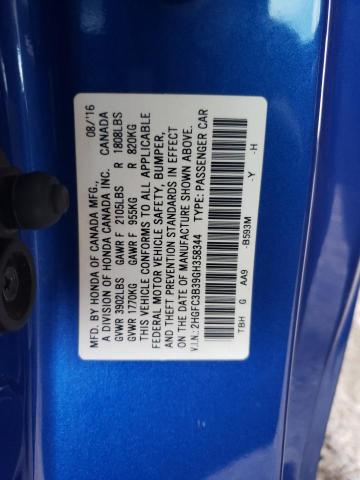 MFD. BY HONDA OF CANADA MFG., 08/'16
A DIVISION OF HONDA CANADA INC. CANADA
GVWR 3902LBS GAWR F 2105LBS R 1808LBS
GVWR 1770KG GAWR F 955KG R 820KG
THIS VEHICLE CONFORMS TO ALL APPLICABLE
FEDERAL MOTOR VEHICLE SAFETY, BUMPER,
AND THEFT PREVENTION STANDARDS IN EFFECT
ON THE DATE OF MANUFACTURE SHOWN ABOVE.
V.I.N.: 2HGFC3B39GH358344 TYPE: PASSENGER CAR
TBH G AA9 -B593M -Y -H